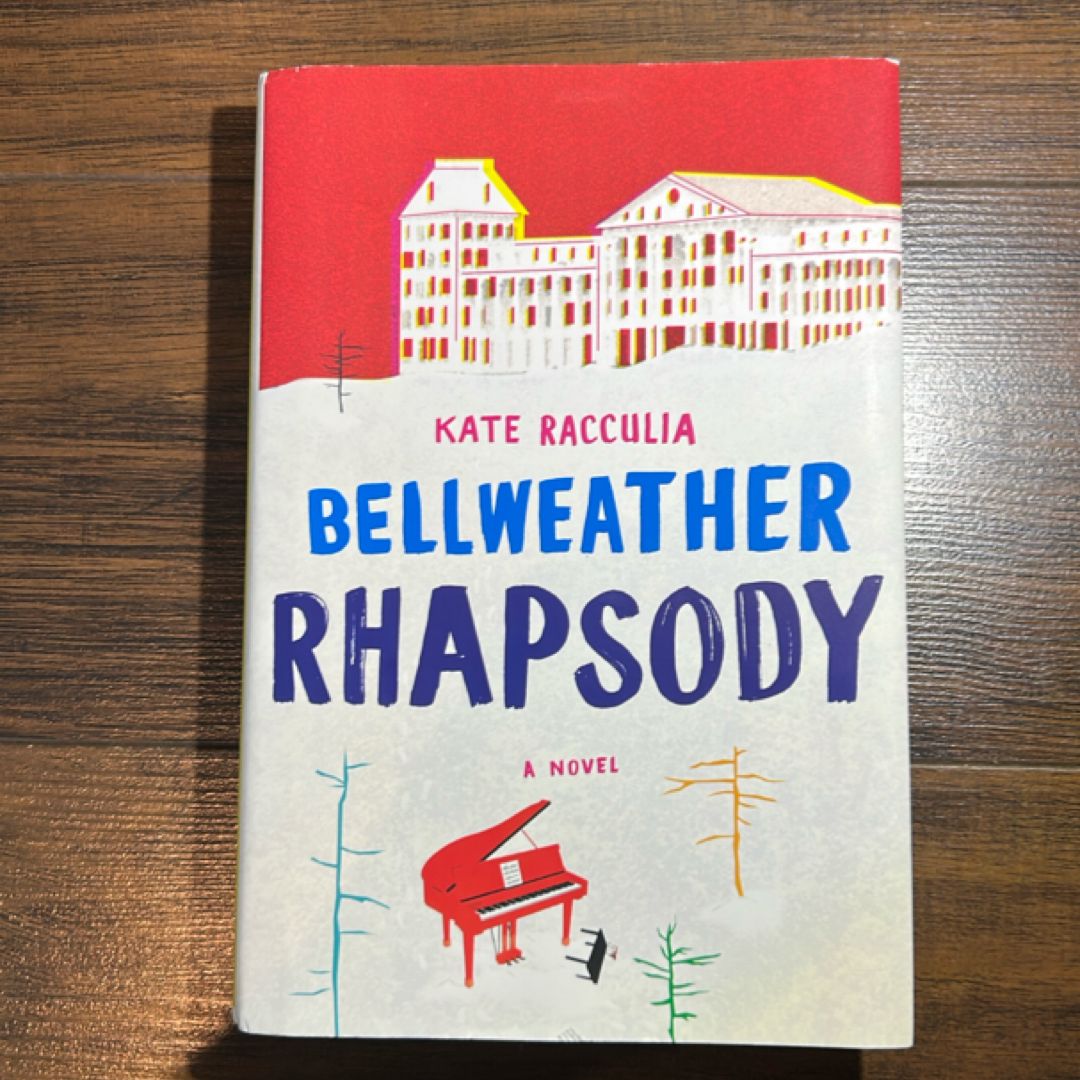 KATE RACCULIA
BELLWEATHER
RHAPSODY
A NOVEL